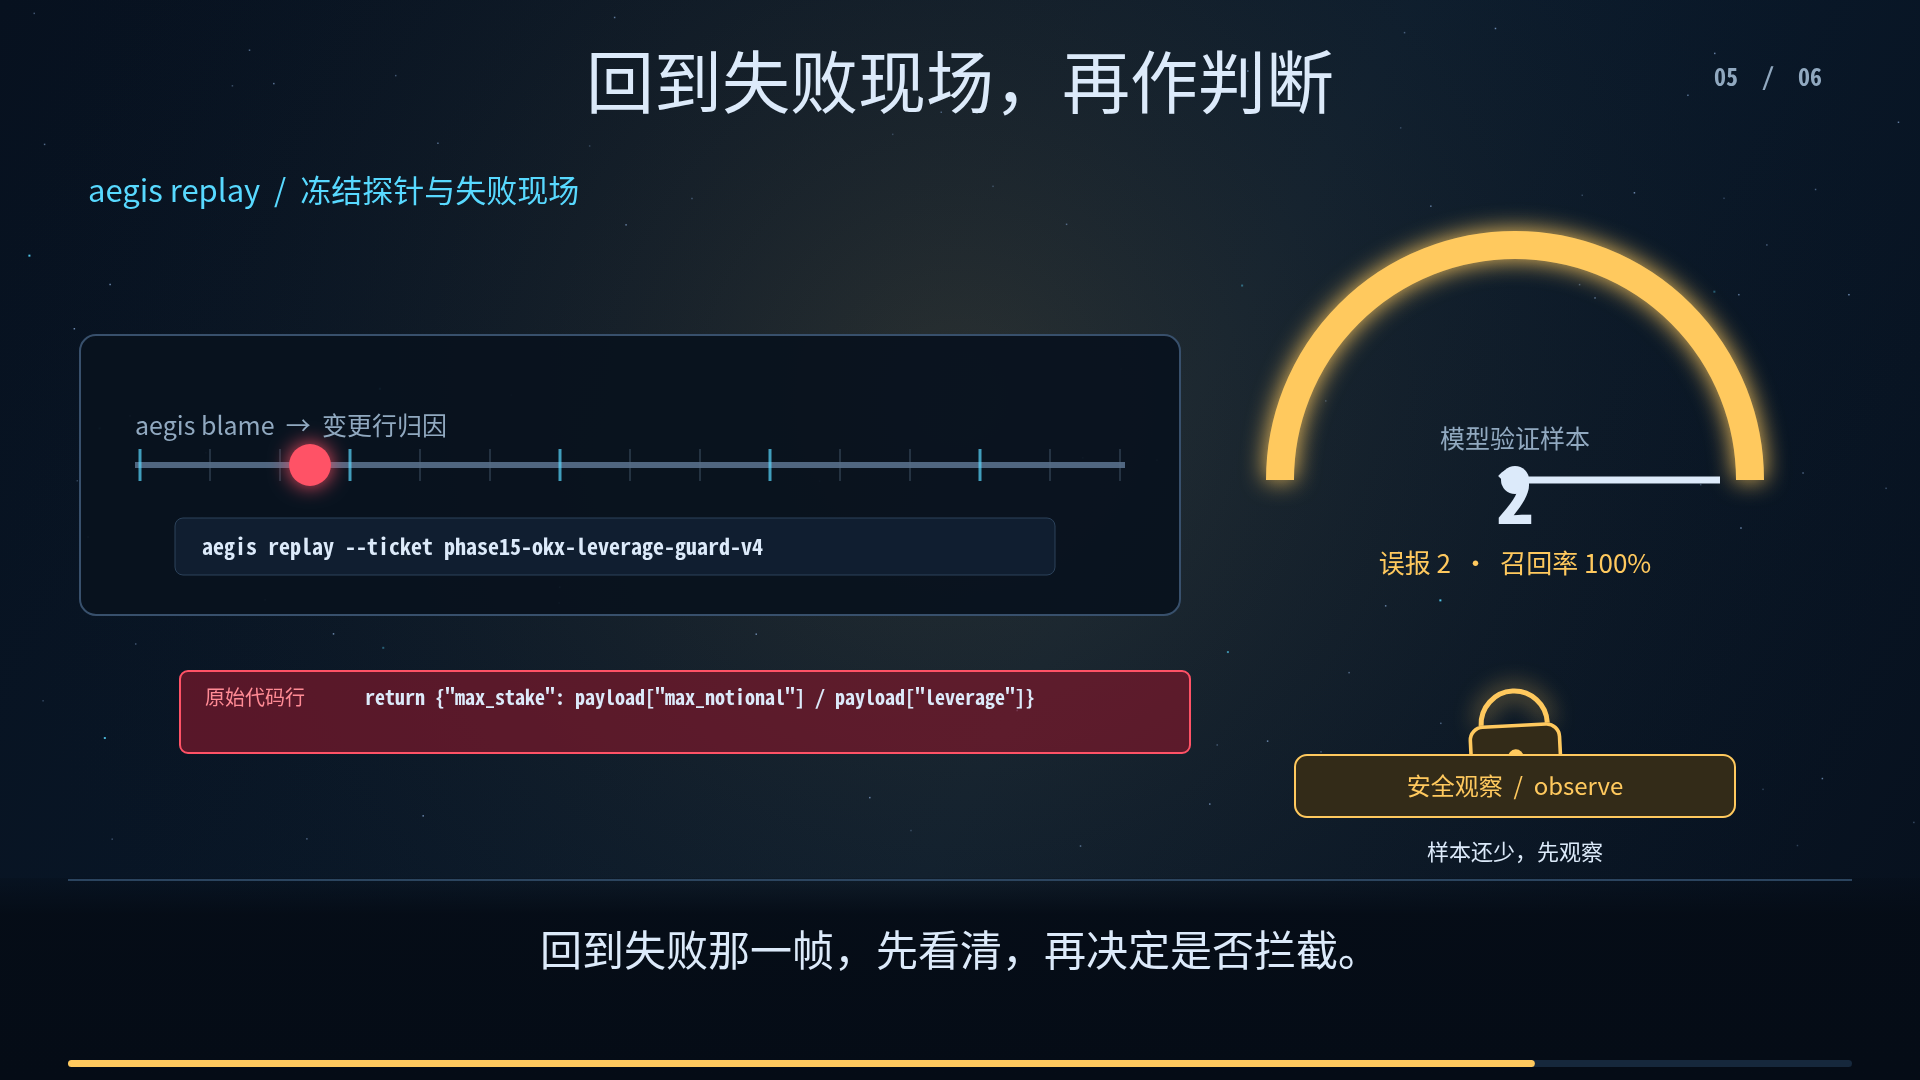 回到失败现场，再作判断
05 / 06
aegis replay / 冻结探针与失败现场
aegis blame → 变更行归因
aegis replay --ticket phase15-okx-leverage-guard-v4
原始代码行 return {"max_stake": payload["max_notional"] / payload["leverage"]}
模型验证样本
2
误报 2 · 召回率 100%
安全观察 / observe
样本还少，先观察
回到失败那一帧，先看清，再决定是否拦截。